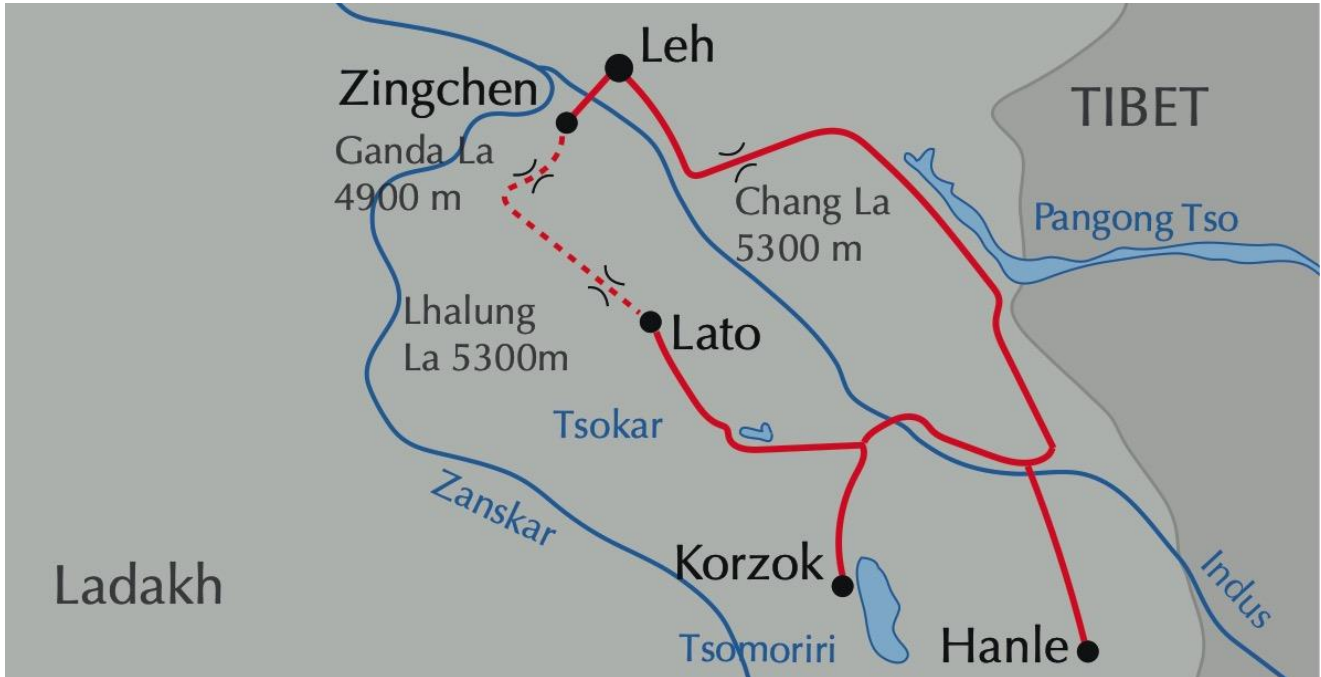 Leh
Zingchen
TIBET
Ganda La
4900 m
Chang La
5300 m
Pangong Tso
Lhalung
La 5300m
Lato
Tsokar
Zanskar
Korzok
Ladakh
Indus
Tsomoriri
Hanle